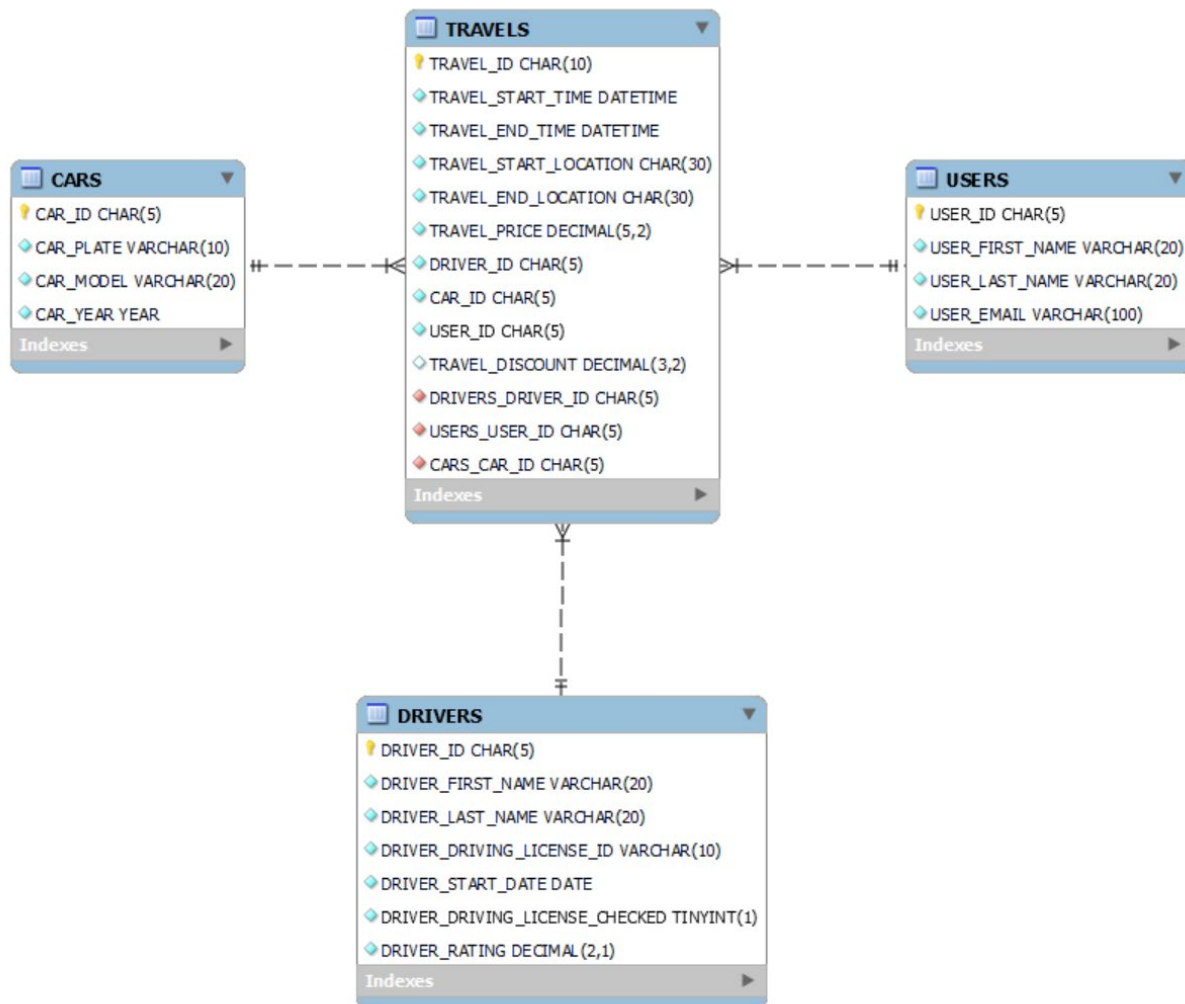 TRAVELS
TRAVEL_ID CHAR(10)
TRAVEL_START_TIME DATETIME
TRAVEL_END_TIME DATETIME
TRAVEL_START_LOCATION CHAR(30)
TRAVEL_END_LOCATION CHAR(30)
TRAVEL_PRICE DECIMAL(5,2)
DRIVER_ID CHAR(5)
CAR_ID CHAR(5)
USER_ID CHAR(5)
TRAVEL_DISCOUNT DECIMAL(3,2)
DRIVERS_DRIVER_ID CHAR(5)
USERS_USER_ID CHAR(5)
CARS_CAR_ID CHAR(5)
Indexes
CARS
CAR_ID CHAR(5)
CAR_PLATE VARCHAR(10)
CAR_MODEL VARCHAR(20)
CAR_YEAR YEAR
Indexes
USERS
USER_ID CHAR(5)
USER_FIRST_NAME VARCHAR(20)
USER_LAST_NAME VARCHAR(20)
USER_EMAIL VARCHAR(100)
Indexes
DRIVERS
DRIVER_ID CHAR(5)
DRIVER_FIRST_NAME VARCHAR(20)
DRIVER_LAST_NAME VARCHAR(20)
DRIVER_DRIVING_LICENSE_ID VARCHAR(10)
DRIVER_START_DATE DATE
DRIVER_DRIVING_LICENSE_CHECKED TINYINT(1)
DRIVER_RATING DECIMAL(2,1)
Indexes